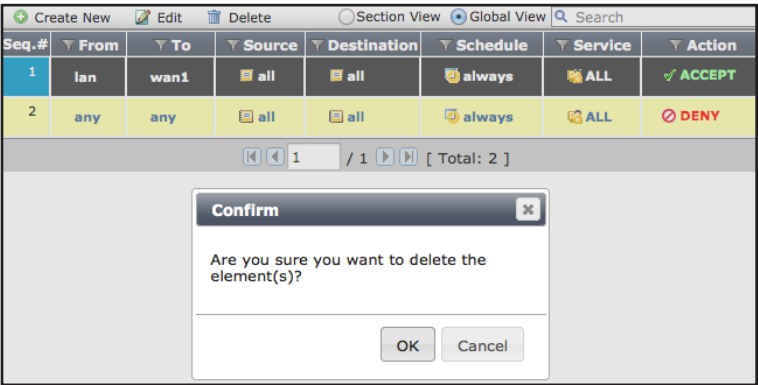 Create New Edit Delete Section View Global View Search
Seq.# From To Source Destination Schedule Service Action
1 lan wan1 all all always ALL ACCEPT
2 any any all all always ALL DENY
1 / 1 [ Total: 2 ]
Confirm
Are you sure you want to delete the
element(s)?
OK Cancel